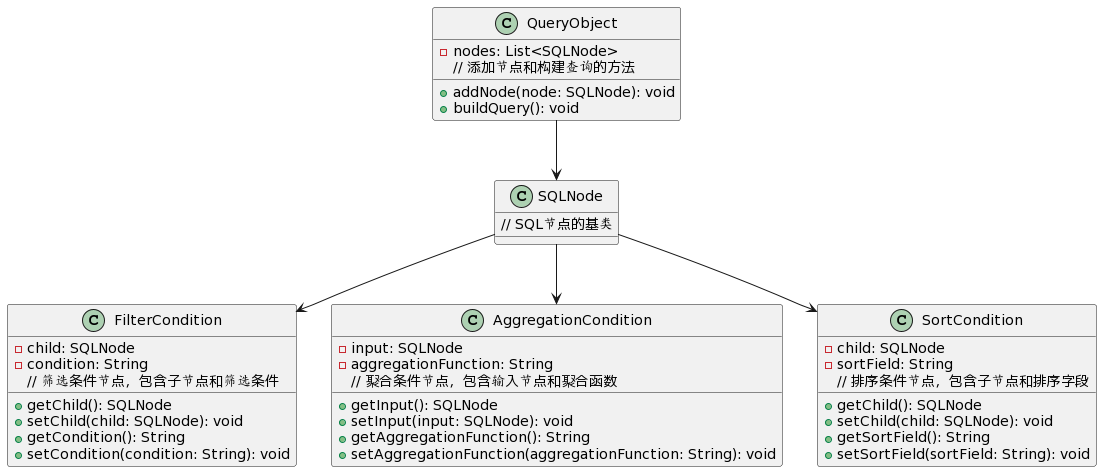 C QueryObject
nodes: List<SQLNode>
// 添加节点和构建查询的方法
addNode(node: SQLNode): void
buildQuery(): void
C SQLNode
// SQL节点的基类
C FilterCondition
child: SQLNode
condition: String
// 筛选条件节点，包含子节点和筛选条件
getChild(): SQLNode
setChild(child: SQLNode): void
getCondition(): String
setCondition(condition: String): void
C AggregationCondition
input: SQLNode
aggregationFunction: String
// 聚合条件节点，包含输入节点和聚合函数
getInput(): SQLNode
setInput(input: SQLNode): void
getAggregationFunction(): String
setAggregationFunction(aggregationFunction: String): void
C SortCondition
child: SQLNode
sortField: String
// 排序条件节点，包含子节点和排序字段
getChild(): SQLNode
setChild(child: SQLNode): void
getSortField(): String
setSortField(sortField: String): void